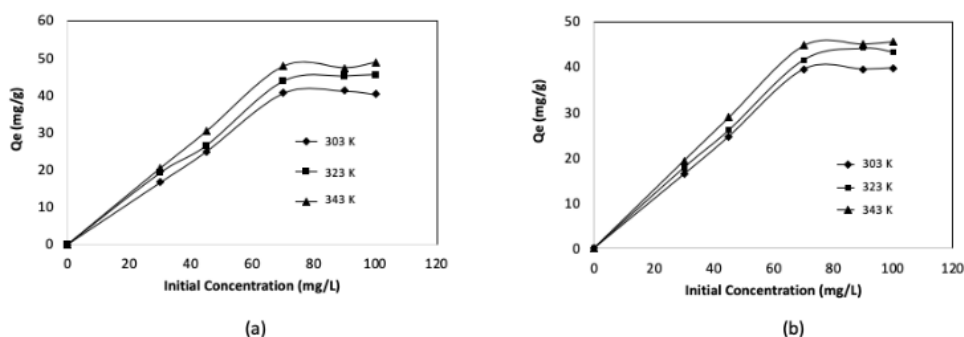 60
50
40
30
20
10
0
Qe (mg/g)
303 K
323 K
343 K
0 20 40 60 80 100 120
Initial Concentration (mg/L)
(a)
50
40
30
20
10
0
Qe (mg/g)
303 K
323 K
343 K
0 20 40 60 80 100 120
Initial Concentration (mg/L)
(b)